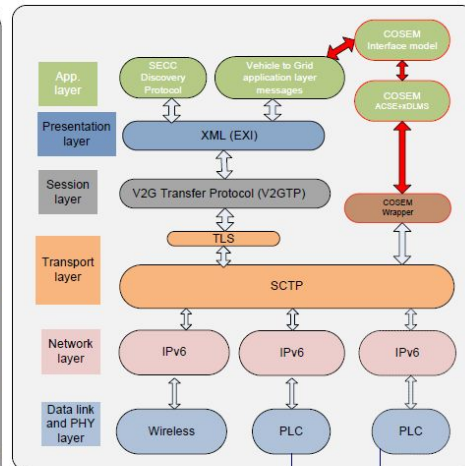 App.
layer
SECC
Discovery
Protocol
Vehicle to Grid
application layer
messages
COSEM
Interface model
COSEM
ACSE+xDLMS
Presentation
layer
XML (EXI)
Session
layer
V2G Transfer Protocol (V2GTP)
COSEM
Wrapper
TLS
Transport
layer
SCTP
Network
layer
IPv6
IPv6
IPv6
Data link
and PHY
layer
Wireless
PLC
PLC